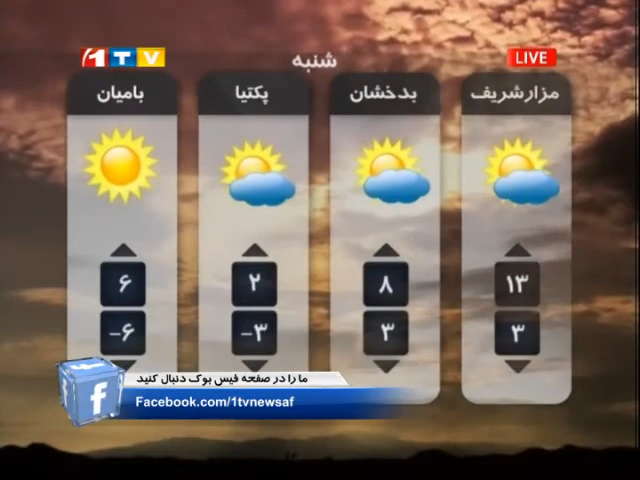 1TV
LIVE
شنبه
مزارشریف
بدخشان
پکتیا
بامیان
۱۳
۸
۲
۶
۳
۳
-۳
-۶
ما را در صفحه فیس بوک دنبال کنید
f
Facebook.com/1tvnewsaf